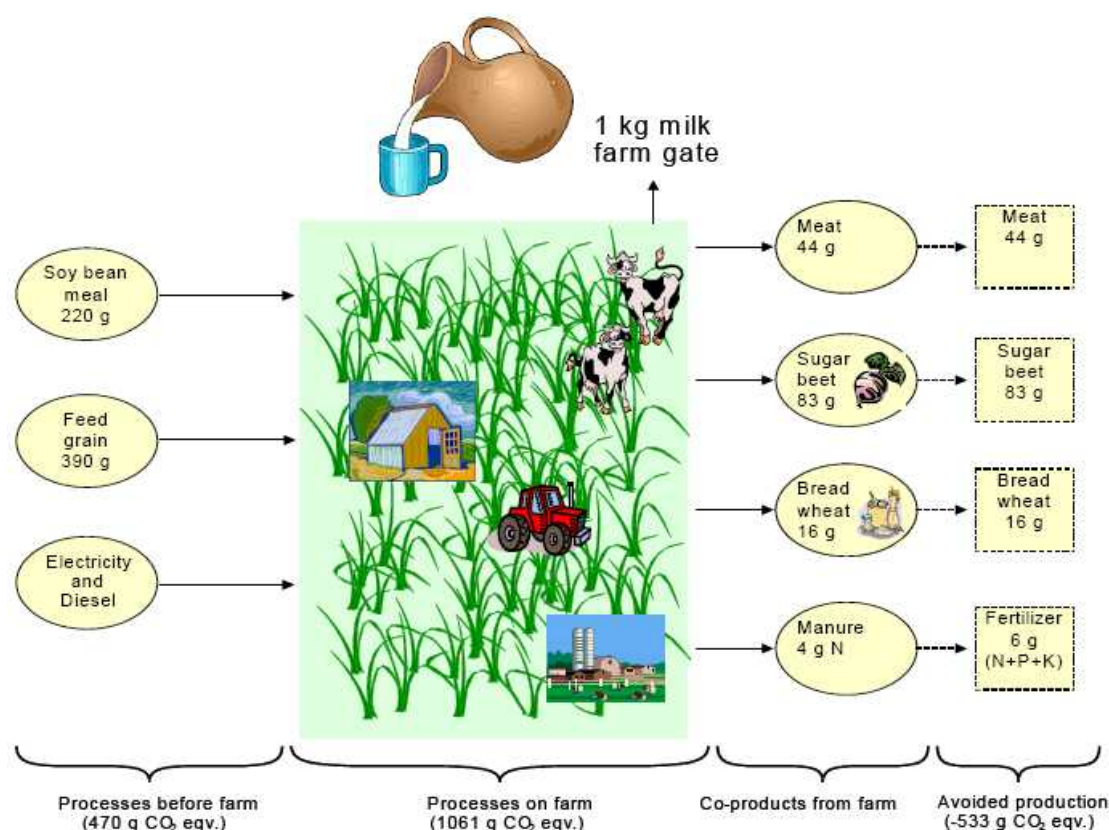 1 kg milk
farm gate
Soy bean
meal
220 g
Feed
grain
390 g
Electricity
and
Diesel
Meat
44 g
Sugar
beet
83 g
Bread
wheat
16 g
Manure
4 g N
Meat
44 g
Sugar
beet
83 g
Bread
wheat
16 g
Fertilizer
6 g
(N+P+K)
Processes before farm
(470 g CO₂ eqv.)
Processes on farm
(1061 g CO₂ eqv.)
Co-products from farm
Avoided production
(-533 g CO₂ eqv.)